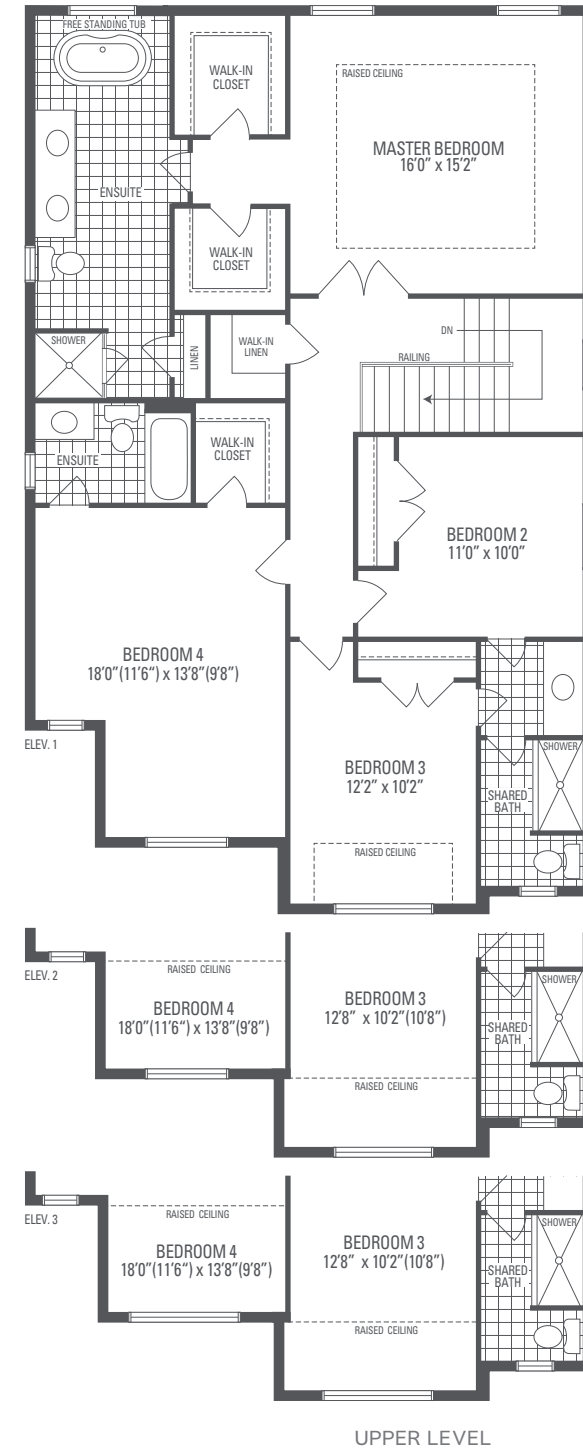 FREE STANDING TUB
WALK-IN
CLOSET
RAISED CEILING
MASTER BEDROOM
16'0" x 15'2"
ENSUITE
WALK-IN
CLOSET
DN
SHOWER
LINEN
WALK-IN
LINEN
RAILING
ENSUITE
WALK-IN
CLOSET
BEDROOM 2
11'0" x 10'0"
BEDROOM 4
18'0"(11'6") x 13'8"(9'8")
ELEV. 1
SHOWER
BEDROOM 3
12'2" x 10'2"
SHARED
BATH
RAISED CEILING
ELEV. 2
RAISED CEILING
SHOWER
BEDROOM 4
18'0"(11'6") x 13'8"(9'8")
BEDROOM 3
12'8" x 10'2"(10'8")
SHARED
BATH
RAISED CEILING
ELEV. 3
RAISED CEILING
SHOWER
BEDROOM 4
18'0"(11'6") x 13'8"(9'8")
BEDROOM 3
12'8" x 10'2"(10'8")
SHARED
BATH
RAISED CEILING
UPPER LEVEL